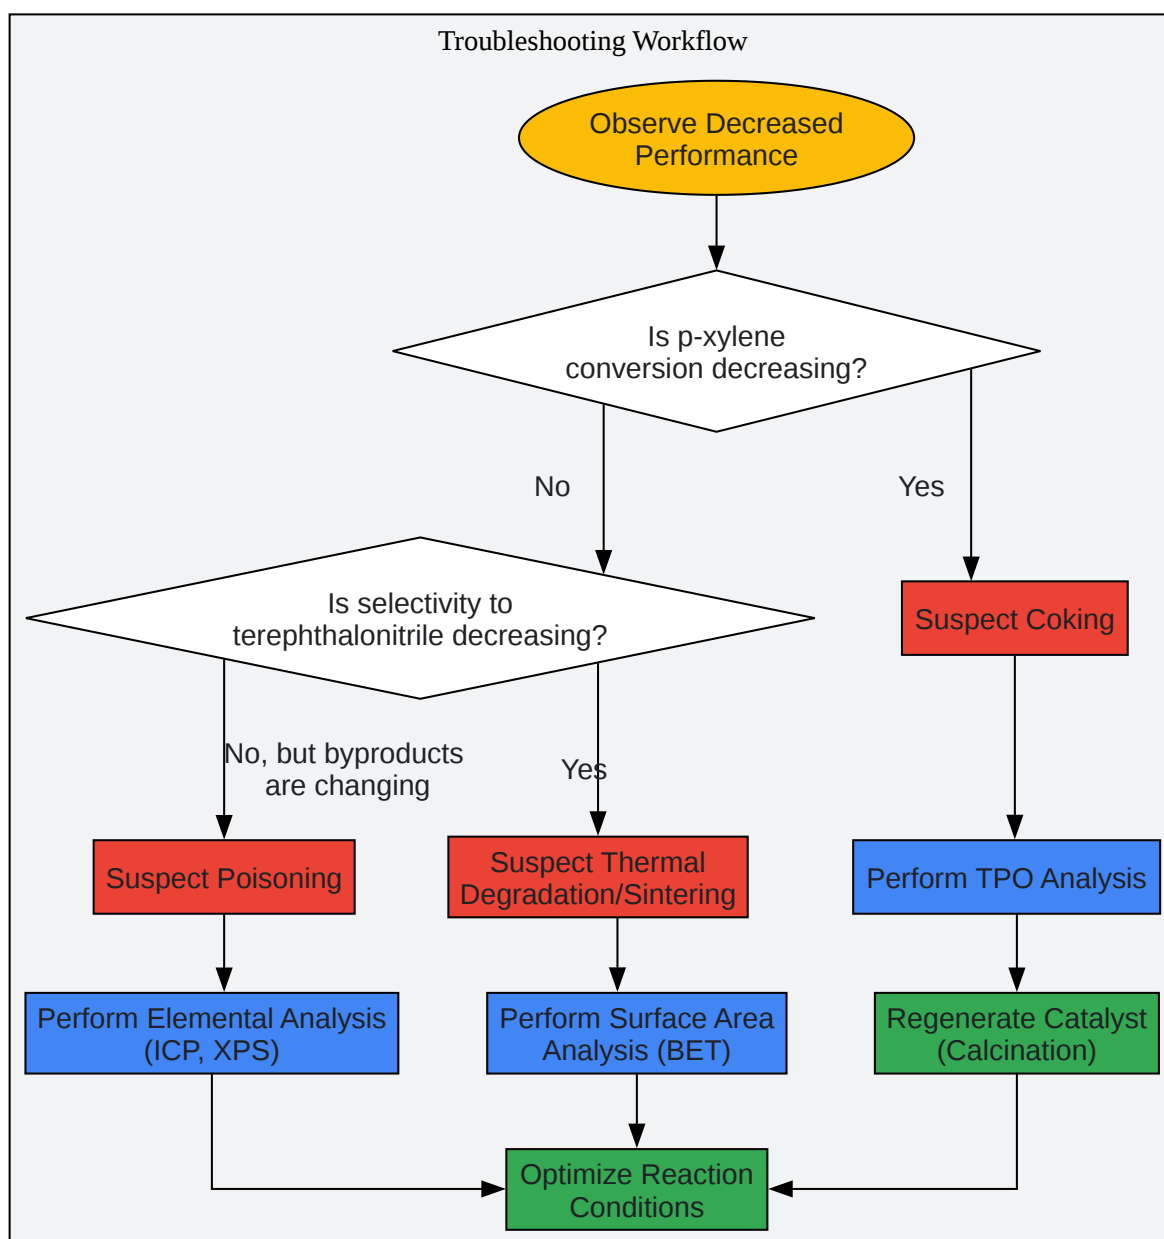 Troubleshooting Workflow
Observe Decreased
Performance
Is p-xylene
conversion decreasing?
No
Yes
Is selectivity to
terephthalonitrile decreasing?
Suspect Coking
No, but byproducts
are changing
Yes
Suspect Poisoning
Suspect Thermal
Degradation/Sintering
Perform TPO Analysis
Perform Elemental Analysis
(ICP, XPS)
Perform Surface Area
Analysis (BET)
Regenerate Catalyst
(Calcination)
Optimize Reaction
Conditions